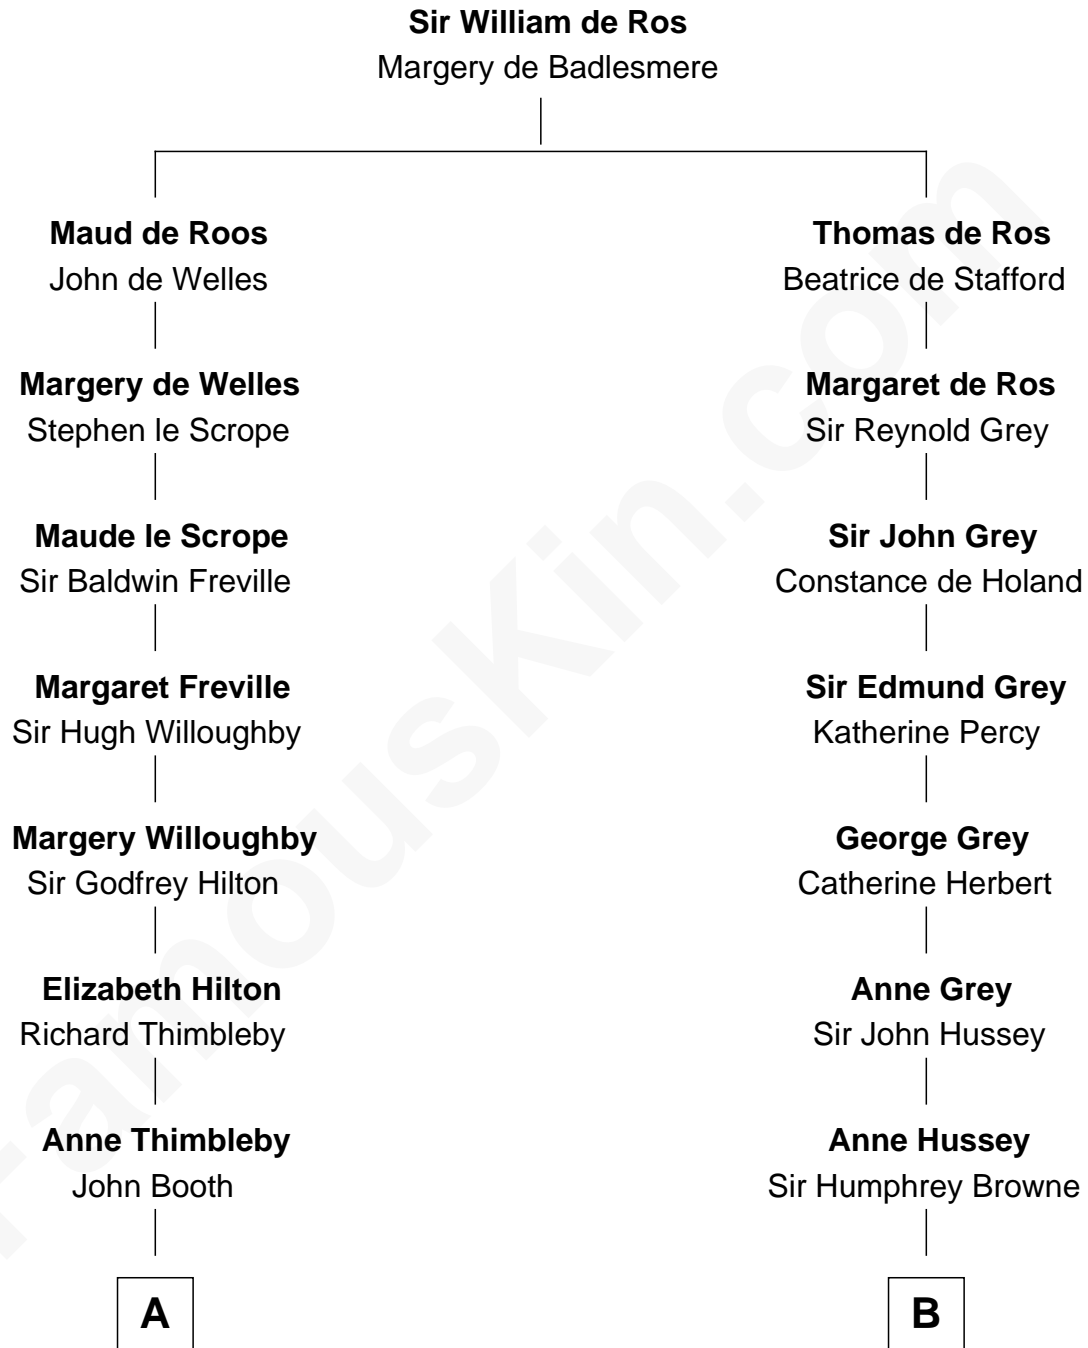 Sir William de Ros
Margery de Badlesmere
Maud de Roos
John de Welles
Thomas de Ros
Beatrice de Stafford
Margery de Welles
Stephen le Scrope
Margaret de Ros
Sir Reynold Grey
Maude le Scrope
Sir Baldwin Freville
Sir John Grey
Constance de Holand
Margaret Freville
Sir Hugh Willoughby
Sir Edmund Grey
Katherine Percy
Margery Willoughby
Sir Godfrey Hilton
George Grey
Catherine Herbert
Elizabeth Hilton
Richard Thimbleby
Anne Grey
Sir John Hussey
Anne Thimbleby
John Booth
Anne Hussey
Sir Humphrey Browne
A
B
FamousKin.com